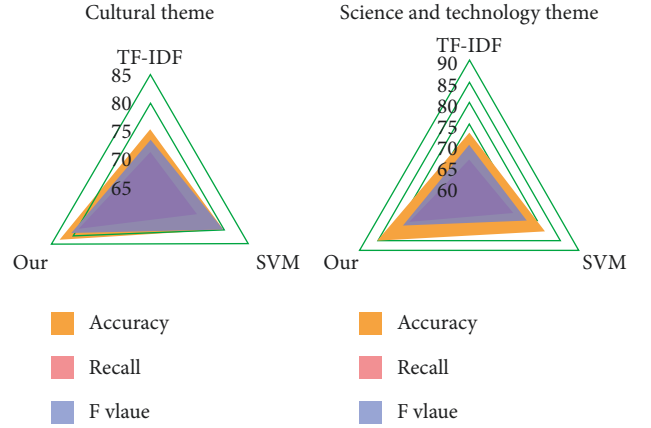 Cultural theme
TF-IDF
85
80
75
70
65
Our
SVM
Accuracy
Recall
F vlaue
Science and technology theme
TF-IDF
90
85
80
75
70
65
60
Our
SVM
Accuracy
Recall
F vlaue